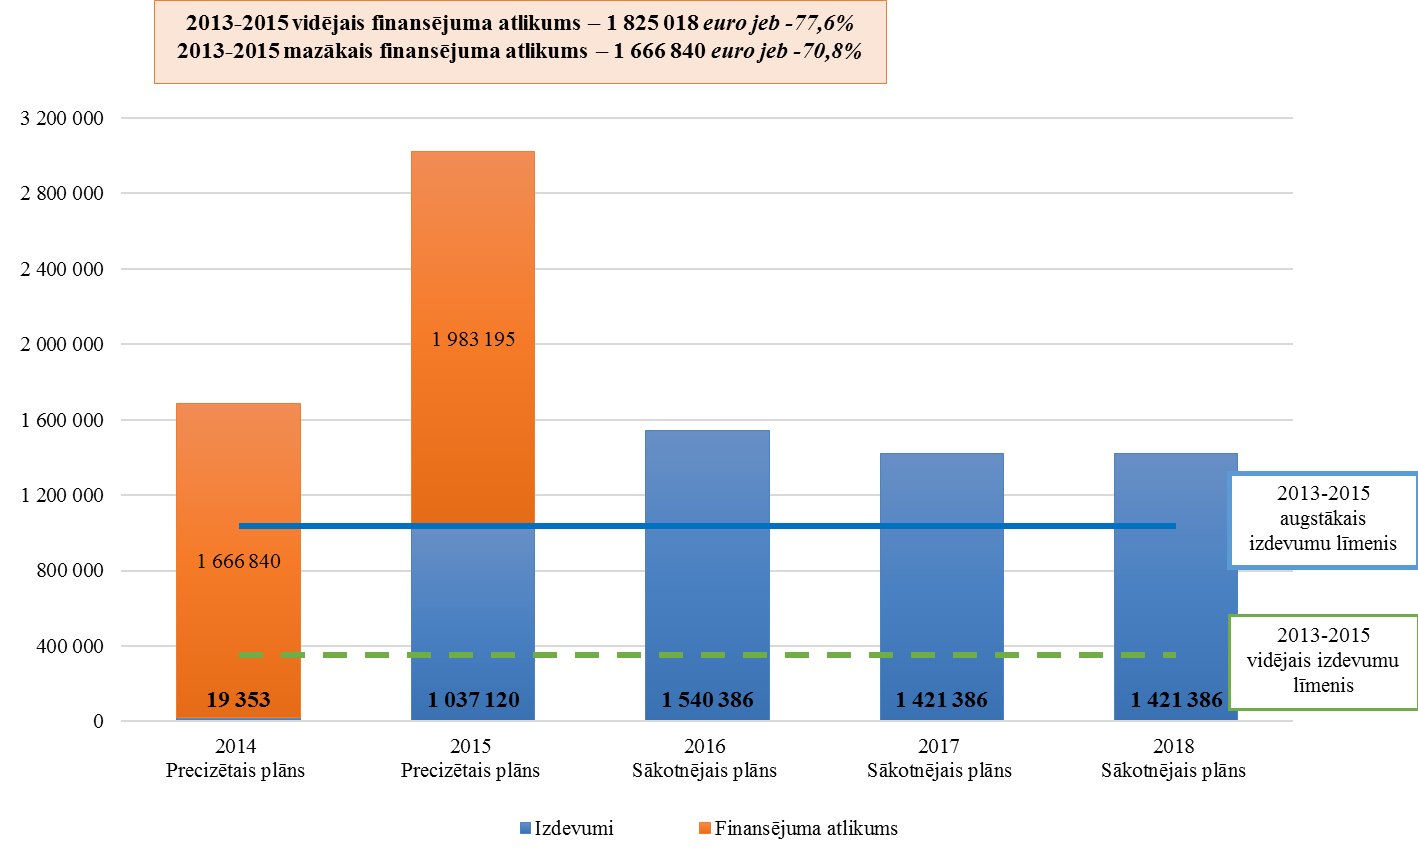 2013-2015 vidējais finansējuma atlikums – 1 825 018 euro jeb -77,6%
2013-2015 mazākais finansējuma atlikums – 1 666 840 euro jeb -70,8%
3 200 000
2 800 000
2 400 000
2 000 000
1 600 000
1 200 000
800 000
400 000
0
1 983 195
1 666 840
19 353
1 037 120
1 540 386
1 421 386
1 421 386
2013-2015
augstākais
izdevumu līmenis
2013-2015
vidējais izdevumu
līmenis
2014
Precizētais plāns
2015
Precizētais plāns
2016
Sākotnējais plāns
2017
Sākotnējais plāns
2018
Sākotnējais plāns
Izdevumi
Finansējuma atlikums